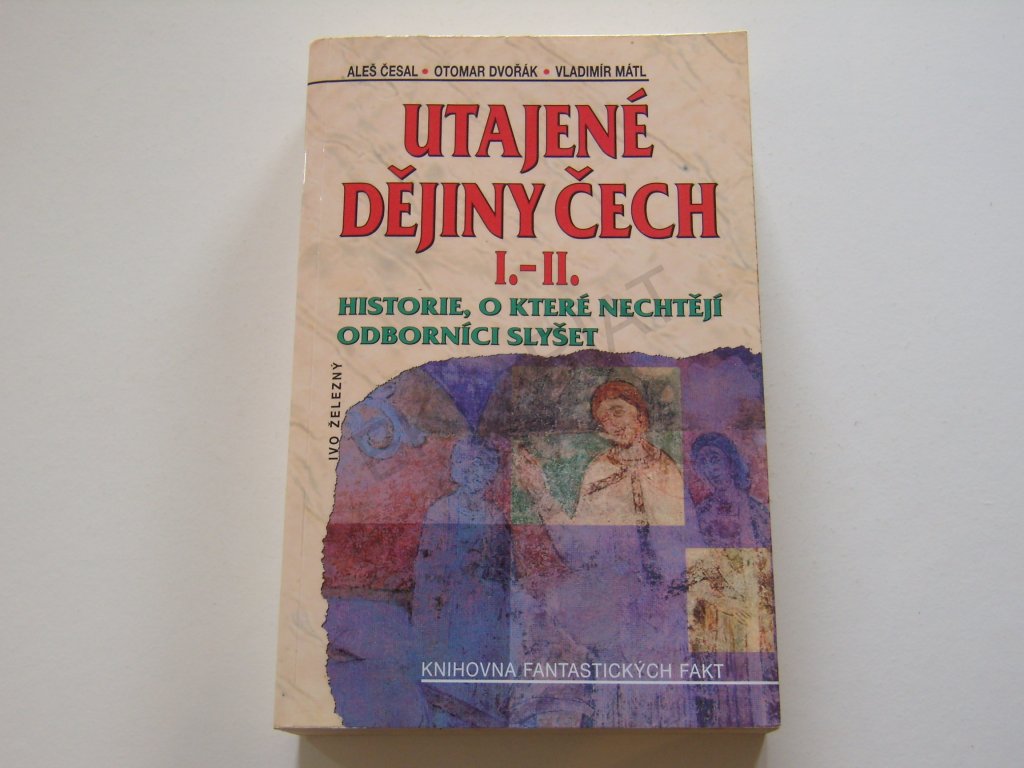 ALEŠ ČESAL • OTOMAR DVOŘÁK • VLADIMÍR MÁTL
UTAJENÉ
DĚJINY ČECH
I.-II.
HISTORIE, O KTERÉ NECHTĚJÍ
ODBORNÍCI SLYŠET
IVO ŽELEZNÝ
KNIHOVNA FANTASTICKÝCH FAKT